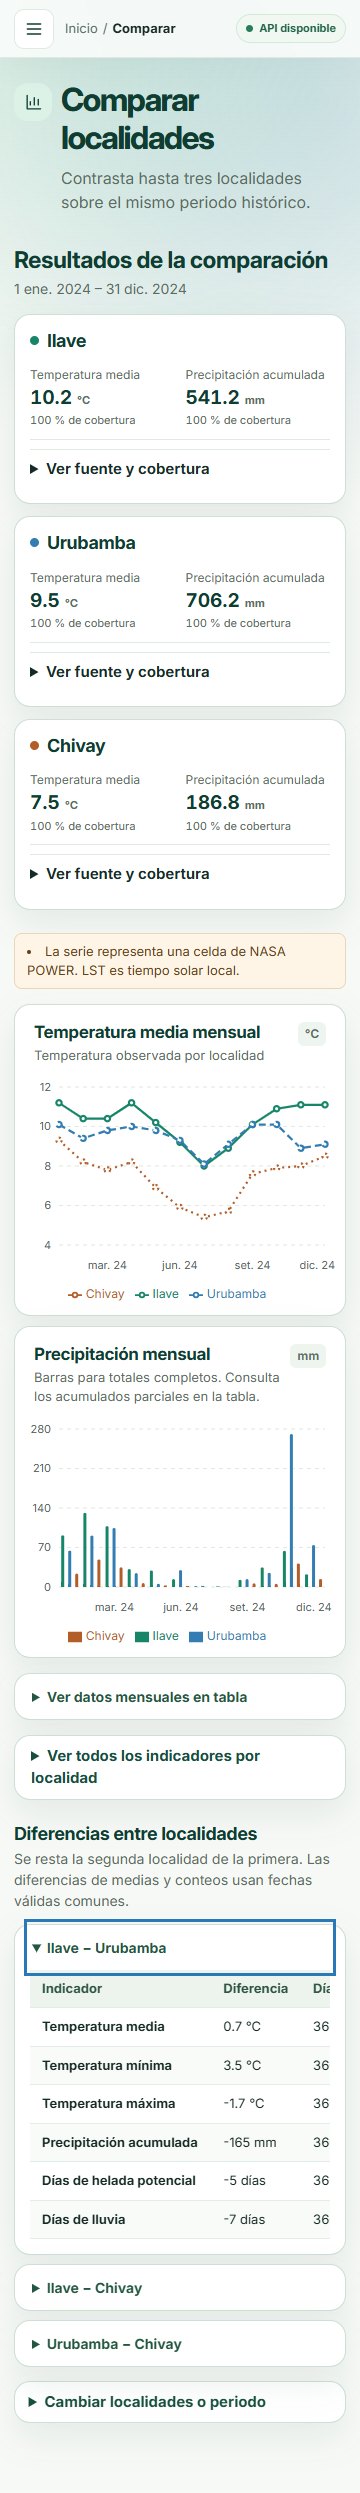 Inicio / Comparar
API disponible
Comparar
localidades
Contrasta hasta tres localidades
sobre el mismo periodo histórico.
Resultados de la comparación
1 ene. 2024 – 31 dic. 2024
Ilave
Temperatura media Precipitación acumulada
10.2 °C 541.2 mm
100 % de cobertura 100 % de cobertura
▶ Ver fuente y cobertura
Urubamba
Temperatura media Precipitación acumulada
9.5 °C 706.2 mm
100 % de cobertura 100 % de cobertura
▶ Ver fuente y cobertura
Chivay
Temperatura media Precipitación acumulada
7.5 °C 186.8 mm
100 % de cobertura 100 % de cobertura
▶ Ver fuente y cobertura
• La serie representa una celda de NASA
POWER. LST es tiempo solar local.
Temperatura media mensual °C
Temperatura observada por localidad
12
10
8
6
4
mar. 24 jun. 24 set. 24 dic. 24
Chivay Ilave Urubamba
Precipitación mensual mm
Barras para totales completos. Consulta
los acumulados parciales en la tabla.
280
210
140
70
0
mar. 24 jun. 24 set. 24 dic. 24
Chivay Ilave Urubamba
▶ Ver datos mensuales en tabla
▶ Ver todos los indicadores por
localidad
Diferencias entre localidades
Se resta la segunda localidad de la primera. Las
diferencias de medias y conteos usan fechas
válidas comunes.
▼ Ilave – Urubamba
Indicador Diferencia Día
Temperatura media 0.7 °C 36
Temperatura mínima 3.5 °C 36
Temperatura máxima -1.7 °C 36
Precipitación acumulada -165 mm 36
Días de helada potencial -5 días 36
Días de lluvia -7 días 36
▶ Ilave – Chivay
▶ Urubamba – Chivay
▶ Cambiar localidades o periodo